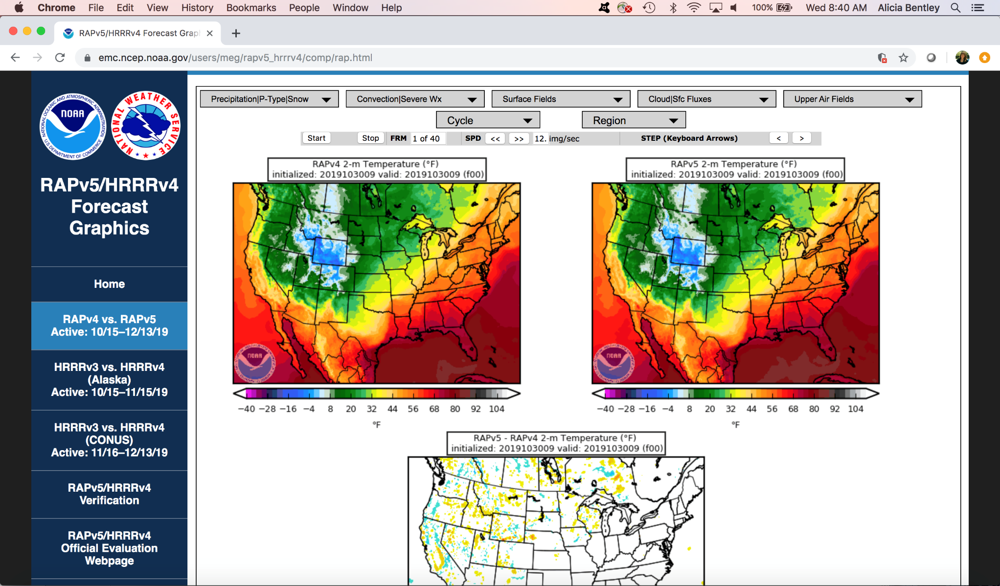 Chrome File Edit View History Bookmarks People Window Help 100% Wed 8:40 AM Alicia Bentley
RAPv5/HRRRv4 Forecast Grap
emc.ncep.noaa.gov/users/meg/rapv5_hrrrv4/comp/rap.html
NATIONAL OCEANIC AND ATMOSPHERIC ADMINISTRATION
NOAA
U.S. DEPARTMENT OF COMMERCE
NATIONAL WEATHER SERVICE
RAPv5/HRRRv4
Forecast
Graphics
Home
RAPv4 vs. RAPv5
Active: 10/15–12/13/19
HRRRv3 vs. HRRRv4
(Alaska)
Active: 10/15–11/15/19
HRRRv3 vs. HRRRv4
(CONUS)
Active: 11/16–12/13/19
RAPv5/HRRRv4
Verification
RAPv5/HRRRv4
Official Evaluation
Webpage
Precipitation|P-Type|Snow Convection|Severe Wx Surface Fields Cloud|Sfc Fluxes Upper Air Fields
Cycle Region
Start Stop FRM 1 of 40 SPD << >> 12. img/sec STEP (Keyboard Arrows) < >
RAPv4 2-m Temperature (°F)
initialized: 2019103009 valid: 2019103009 (f00)
NOAA
−40 −28 −16 −4 8 20 32 44 56 68 80 92 104
°F
RAPv5 2-m Temperature (°F)
initialized: 2019103009 valid: 2019103009 (f00)
NOAA
−40 −28 −16 −4 8 20 32 44 56 68 80 92 104
°F
RAPv5 - RAPv4 2-m Temperature (°F)
initialized: 2019103009 valid: 2019103009 (f00)